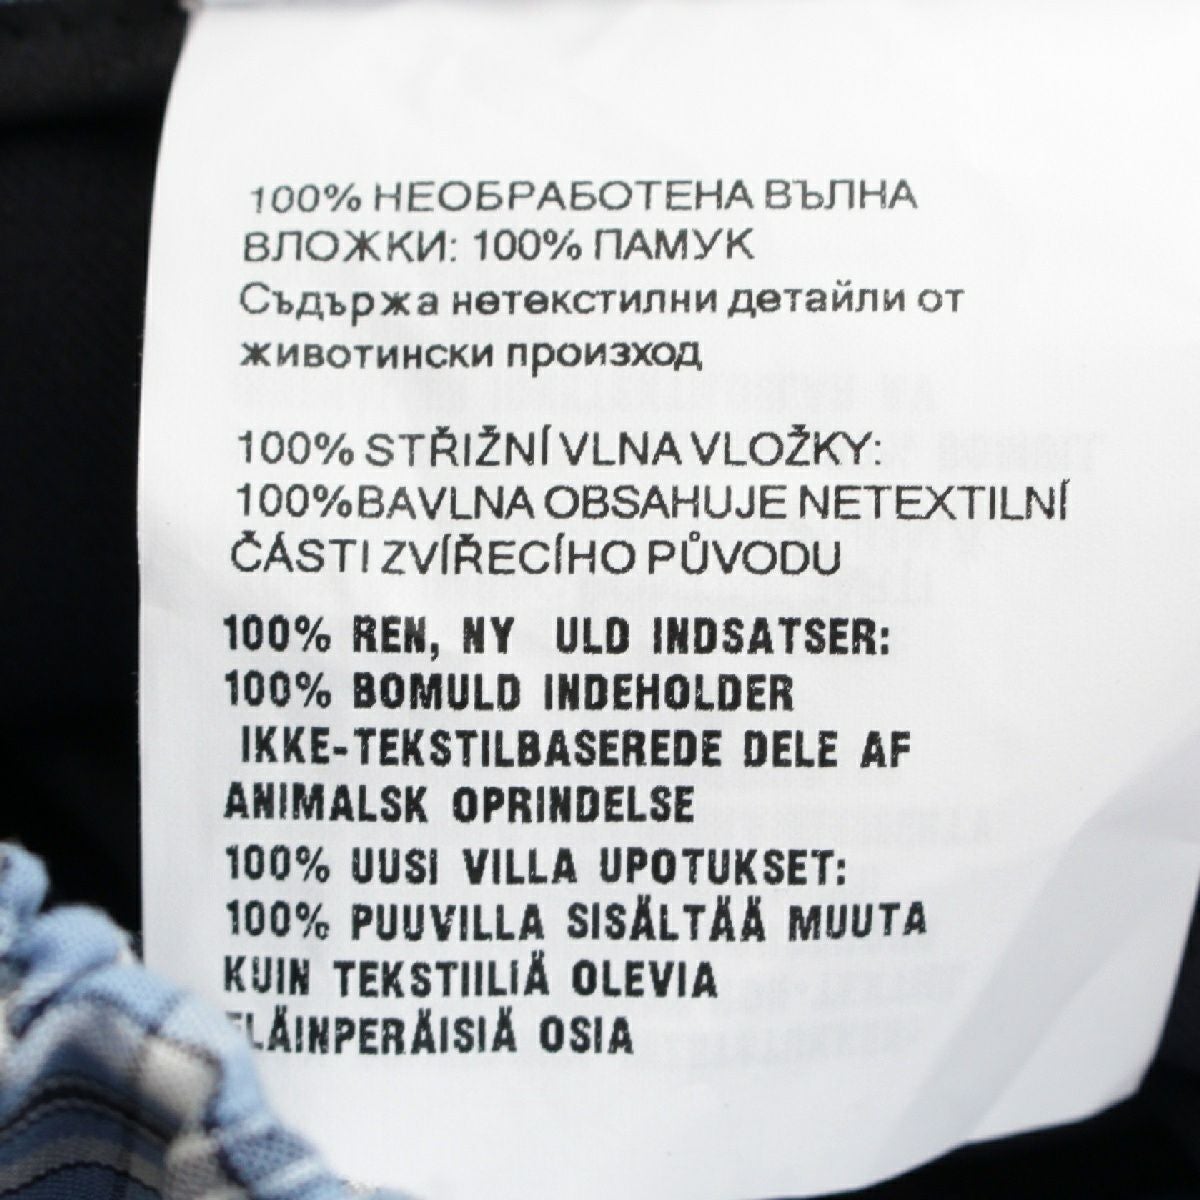 100% НЕОБРАБОТЕНА ВЪЛНА
ВЛОЖКИ: 100% ПАМУК
Съдържа нетекстилни детайли от
животински произход
100% STŘIŽNÍ VLNA VLOŽKY:
100% BAVLNA OBSAHUJE NETEXTILNÍ
ČÁSTI ZVÍŘECÍHO PŮVODU
100% REN, NY ULD INDSATSER:
100% BOMULD INDEHOLDER
IKKE-TEKSTILBASEREDE DELE AF
ANIMALSK OPRINDELSE
100% UUSI VILLA UPOTUKSET:
100% PUUVILLA SISÄLTÄÄ MUUTA
KUIN TEKSTIILIÄ OLEVIA
ELÄINPERÄISIÄ OSIA